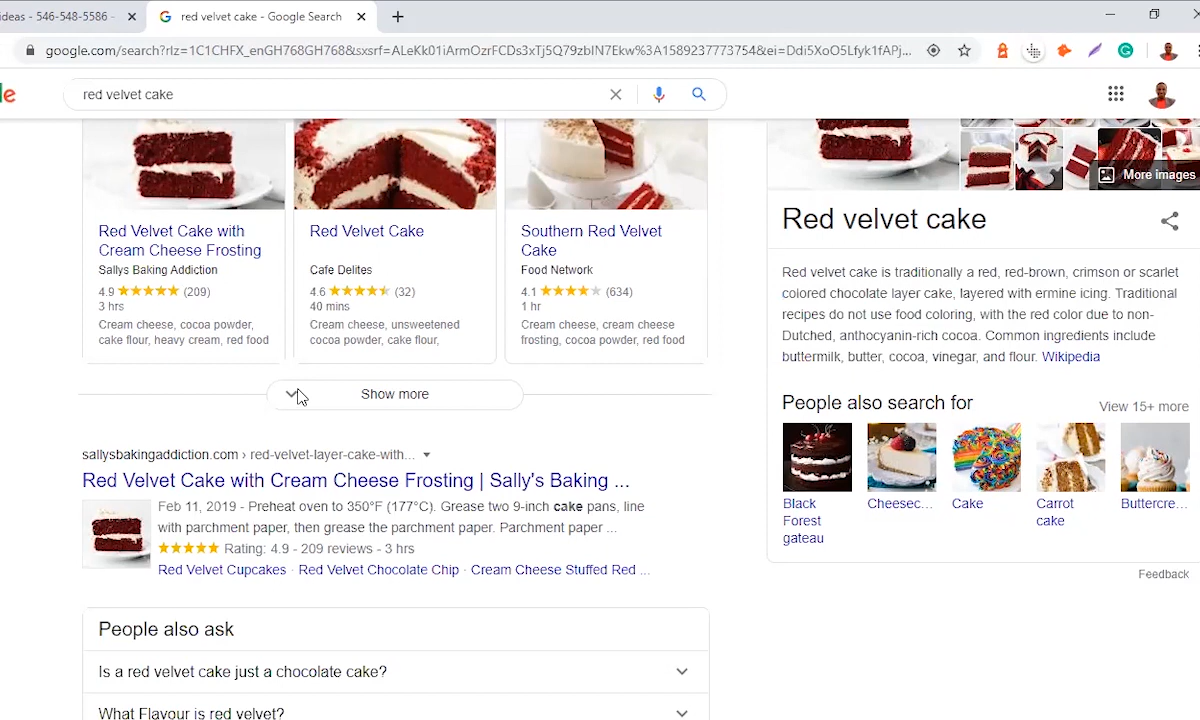 ideas - 546-548-5586 -
red velvet cake - Google Search
google.com/search?rlz=1C1CHFX_enGH768GH768&sxsrf=ALeKk01iArmOzrFCDs3xTj5Q79zbIN7Ekw%3A1589237773754&ei=Ddi5XoO5Lfyk1fAPj...
le
red velvet cake
Red Velvet Cake with
Cream Cheese Frosting
Sallys Baking Addiction
4.9 (209)
3 hrs
Cream cheese, cocoa powder,
cake flour, heavy cream, red food
Red Velvet Cake
Cafe Delites
4.6 (32)
40 mins
Cream cheese, unsweetened
cocoa powder, cake flour,
Southern Red Velvet
Cake
Food Network
4.1 (634)
1 hr
Cream cheese, cream cheese
frosting, cocoa powder, red food
Show more
sallysbakingaddiction.com › red-velvet-layer-cake-with...
Red Velvet Cake with Cream Cheese Frosting | Sally's Baking ...
Feb 11, 2019 - Preheat oven to 350°F (177°C). Grease two 9-inch cake pans, line
with parchment paper, then grease the parchment paper. Parchment paper ...
Rating: 4.9 - 209 reviews - 3 hrs
Red Velvet Cupcakes · Red Velvet Chocolate Chip · Cream Cheese Stuffed Red ...
People also ask
Is a red velvet cake just a chocolate cake?
What Flavour is red velvet?
More images
Red velvet cake
Red velvet cake is traditionally a red, red-brown, crimson or scarlet
colored chocolate layer cake, layered with ermine icing. Traditional
recipes do not use food coloring, with the red color due to non-
Dutched, anthocyanin-rich cocoa. Common ingredients include
buttermilk, butter, cocoa, vinegar, and flour. Wikipedia
People also search for
View 15+ more
Black
Forest
gateau
Cheesec...
Cake
Carrot
cake
Buttercre...
Feedback